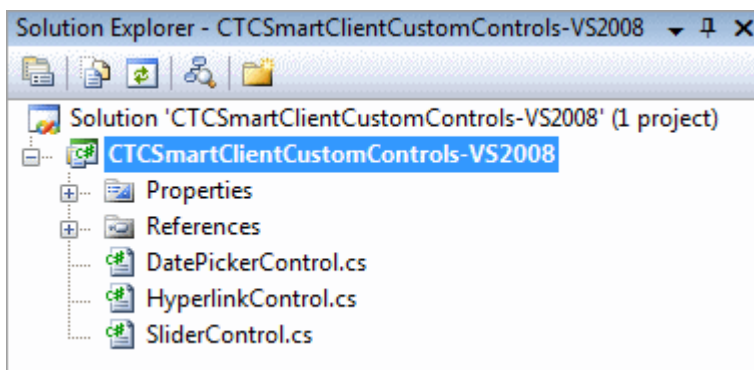 Solution Explorer - CTCSmartClientCustomControls-VS2008
Solution 'CTCSmartClientCustomControls-VS2008' (1 project)
CTCSmartClientCustomControls-VS2008
Properties
References
DatePickerControl.cs
HyperlinkControl.cs
SliderControl.cs